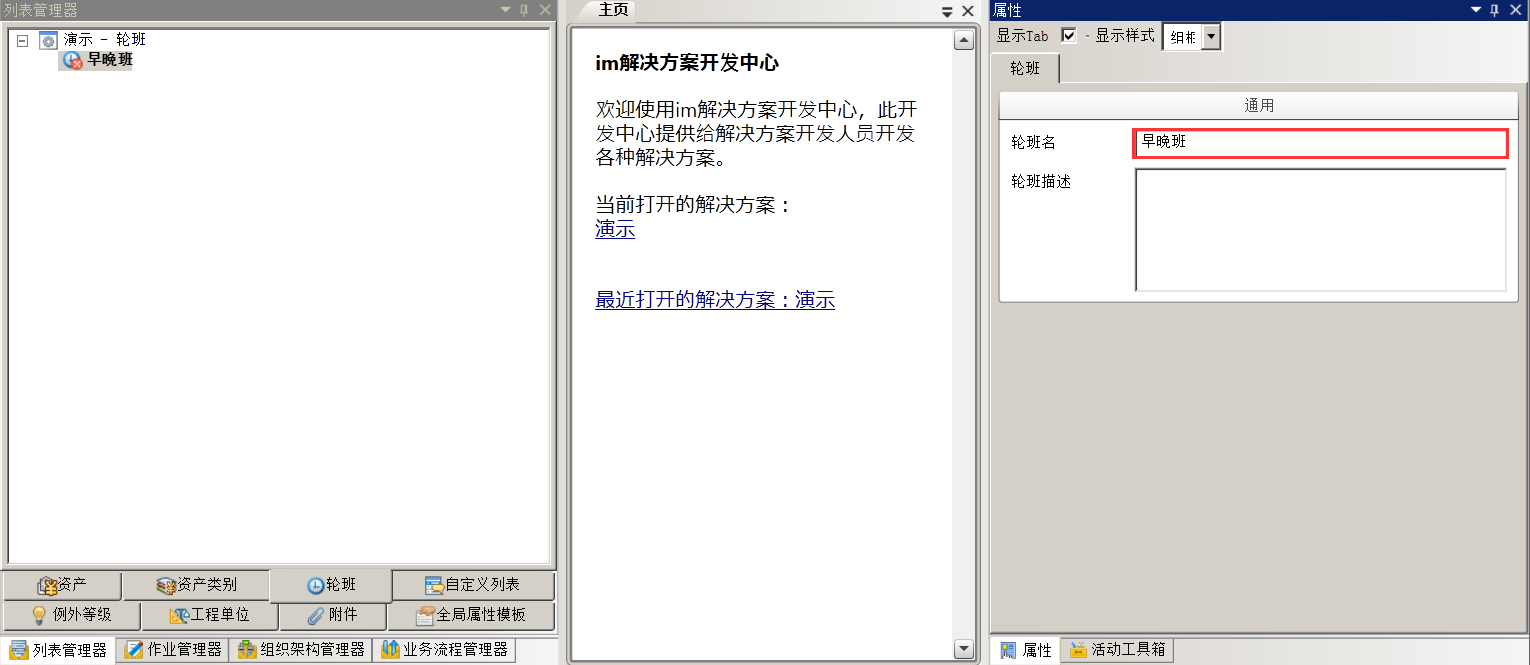 列表管理器
演示 - 轮班
早晚班
资产
资产类别
轮班
自定义列表
例外等级
工程单位
附件
全局属性模板
列表管理器
作业管理器
组织架构管理器
业务流程管理器
主页
im解决方案开发中心
欢迎使用im解决方案开发中心，此开
发中心提供给解决方案开发人员开发
各种解决方案。
当前打开的解决方案：
演示
最近打开的解决方案：演示
属性
显示Tab - 显示样式
轮班
通用
轮班名 早晚班
轮班描述
属性
活动工具箱